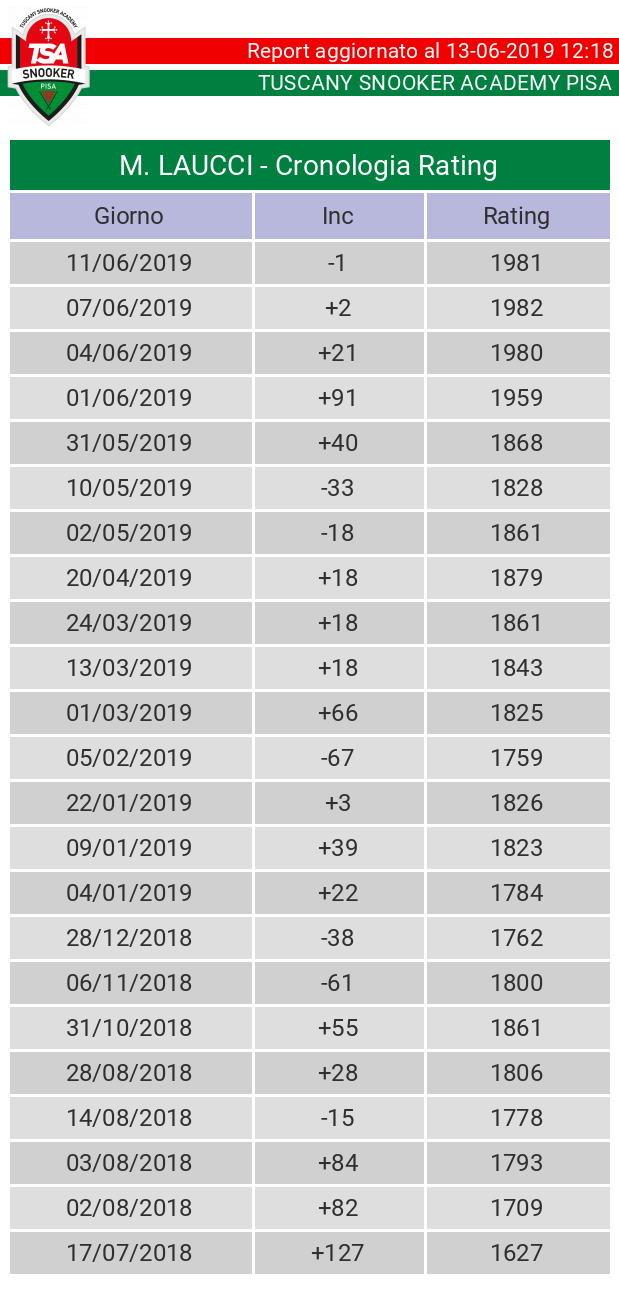 TUSCANY SNOOKER ACADEMY
TSA
SNOOKER
PISA
Report aggiornato al 13-06-2019 12:18
TUSCANY SNOOKER ACADEMY PISA
M. LAUCCI - Cronologia Rating
Giorno Inc Rating
11/06/2019 -1 1981
07/06/2019 +2 1982
04/06/2019 +21 1980
01/06/2019 +91 1959
31/05/2019 +40 1868
10/05/2019 -33 1828
02/05/2019 -18 1861
20/04/2019 +18 1879
24/03/2019 +18 1861
13/03/2019 +18 1843
01/03/2019 +66 1825
05/02/2019 -67 1759
22/01/2019 +3 1826
09/01/2019 +39 1823
04/01/2019 +22 1784
28/12/2018 -38 1762
06/11/2018 -61 1800
31/10/2018 +55 1861
28/08/2018 +28 1806
14/08/2018 -15 1778
03/08/2018 +84 1793
02/08/2018 +82 1709
17/07/2018 +127 1627